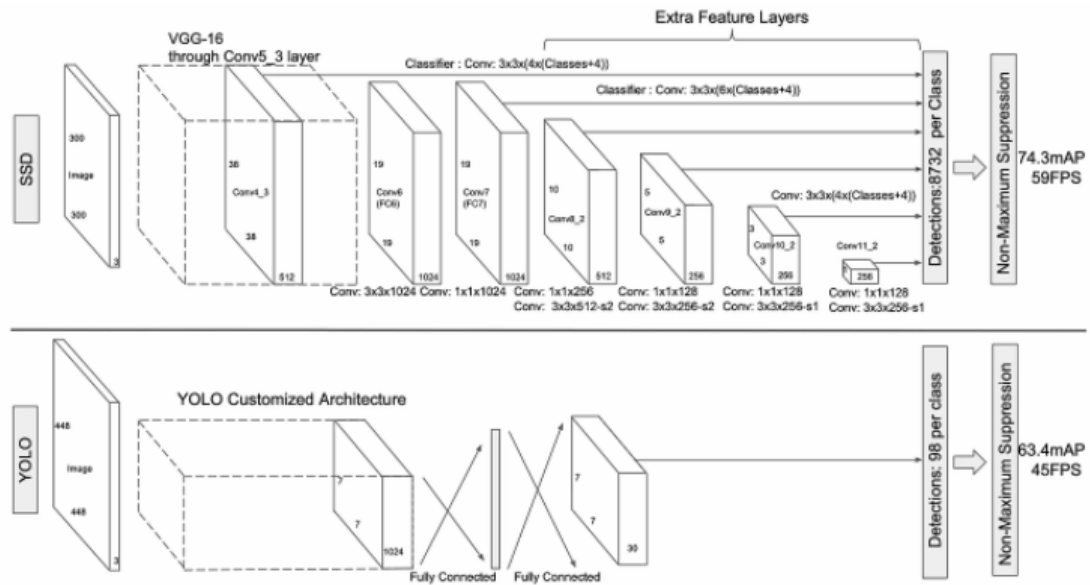 Extra Feature Layers
VGG-16
through Conv5_3 layer
Classifier : Conv: 3x3x(4x(Classes+4))
Classifier : Conv: 3x3x(6x(Classes+4))
Conv: 3x3x(4x(Classes+4))
SSD
300
Image
300
3
38
Conv4_3
38
512
19
Conv6
(FC6)
19
1024
19
Conv7
(FC7)
19
1024
10
Conv8_2
10
512
5
Conv9_2
5
256
3
Conv10_2
3
256
Conv11_2
256
Conv: 3x3x1024
Conv: 1x1x1024
Conv: 1x1x256
Conv: 3x3x512-s2
Conv: 1x1x128
Conv: 3x3x256-s2
Conv: 1x1x128
Conv: 3x3x256-s1
Conv: 1x1x128
Conv: 3x3x256-s1
Detections:8732 per Class
Non-Maximum Suppression
74.3mAP
59FPS
YOLO
448
Image
448
3
YOLO Customized Architecture
7
7
1024
Fully Connected
Fully Connected
7
7
30
Detections: 98 per class
Non-Maximum Suppression
63.4mAP
45FPS